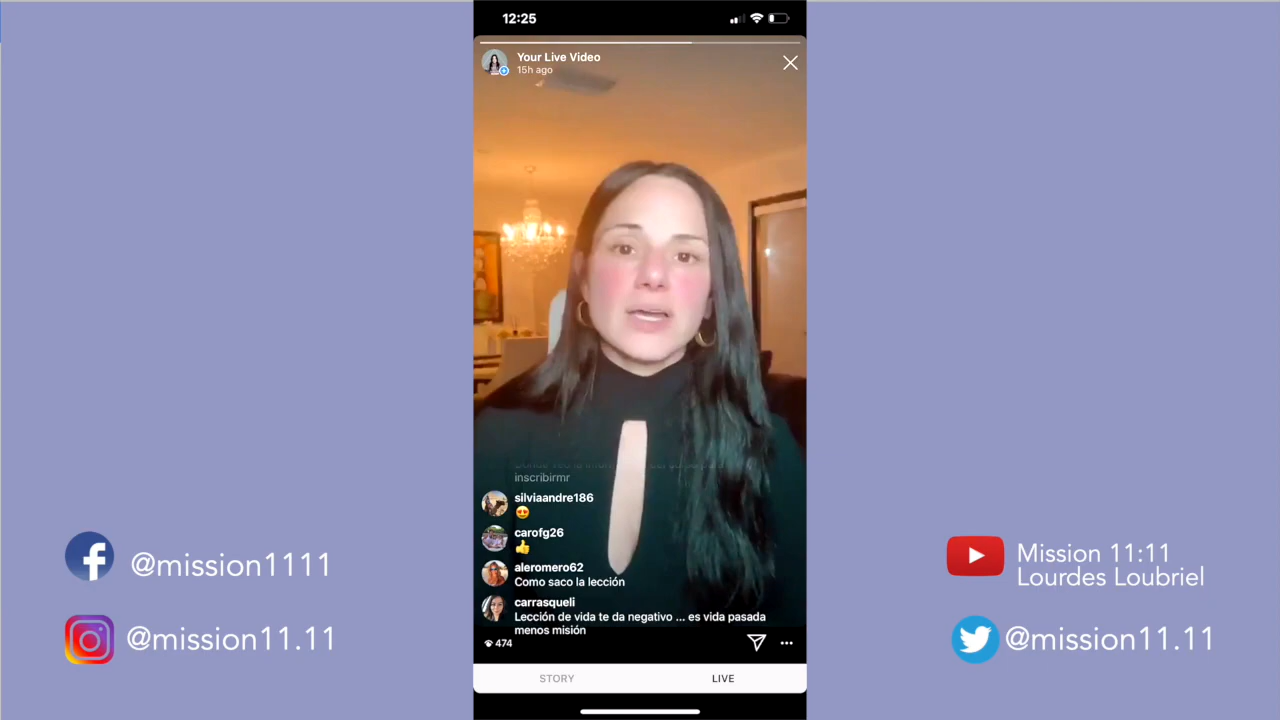 12:25
Your Live Video
15h ago
inscribirmr
silviaandre186
carofg26
aleromero62
Como saco la lección
carrasqueli
Lección de vida te da negativo ... es vida pasada
menos misión
474
STORY
LIVE
@mission1111
@mission11.11
Mission 11:11
Lourdes Loubriel
@mission11.11